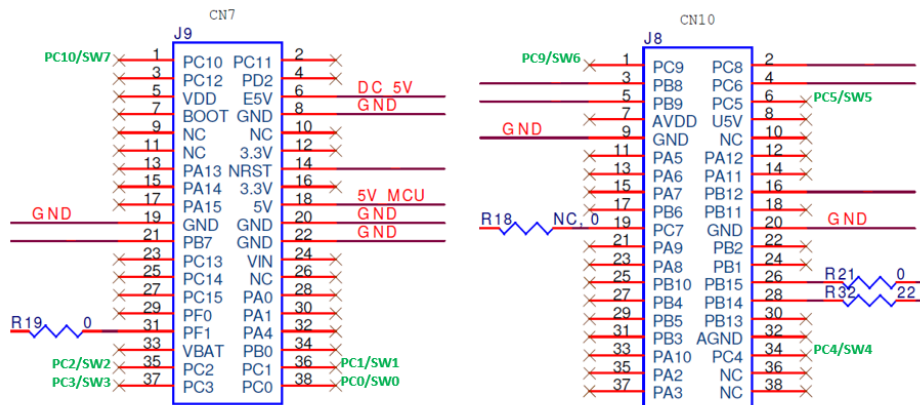 CN7
J9
PC10/SW7 1 PC10 PC11 2
3 PC12 PD2 4
5 VDD E5V 6 DC 5V
7 BOOT GND 8 GND
9 NC NC 10
11 NC 3.3V 12
13 PA13 NRST 14
15 PA14 3.3V 16
17 PA15 5V 18 5V MCU
GND 19 GND GND 20 GND
21 PB7 GND 22 GND
23 PC13 VIN 24
25 PC14 NC 26
27 PC15 PA0 28
29 PF0 PA1 30
R19 0 31 PF1 PA4 32
33 VBAT PB0 34
PC2/SW2 35 PC2 PC1 36 PC1/SW1
PC3/SW3 37 PC3 PC0 38 PC0/SW0
CN10
J8
PC9/SW6 1 PC9 PC8 2
3 PB8 PC6 4
5 PB9 PC5 6 PC5/SW5
7 AVDD U5V 8
GND 9 GND NC 10
11 PA5 PA12 12
13 PA6 PA11 14
15 PA7 PB12 16
17 PB6 PB11 18
R18 NC, 0 19 PC7 GND 20 GND
21 PA9 PB2 22
23 PA8 PB1 24
25 PB10 PB15 26 R21 0
27 PB4 PB14 28 R32 22
29 PB5 PB13 30
31 PB3 AGND 32
33 PA10 PC4 34 PC4/SW4
35 PA2 NC 36
37 PA3 NC 38